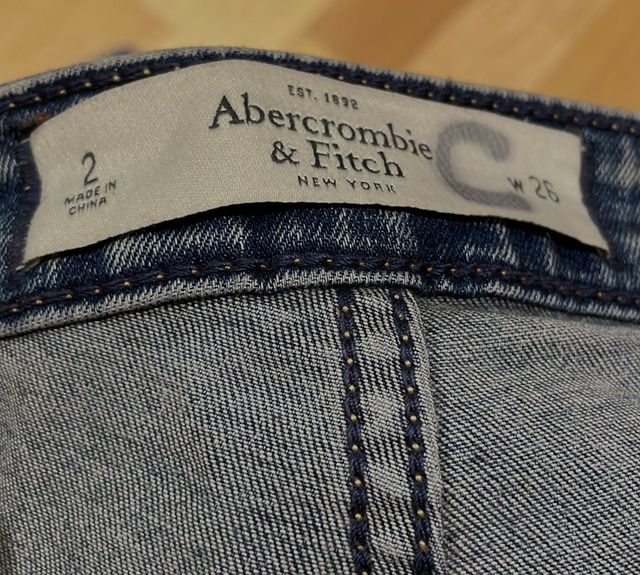 2
MADE IN
CHINA
EST. 1892
Abercrombie
& Fitch
NEW YORK
C
W 26